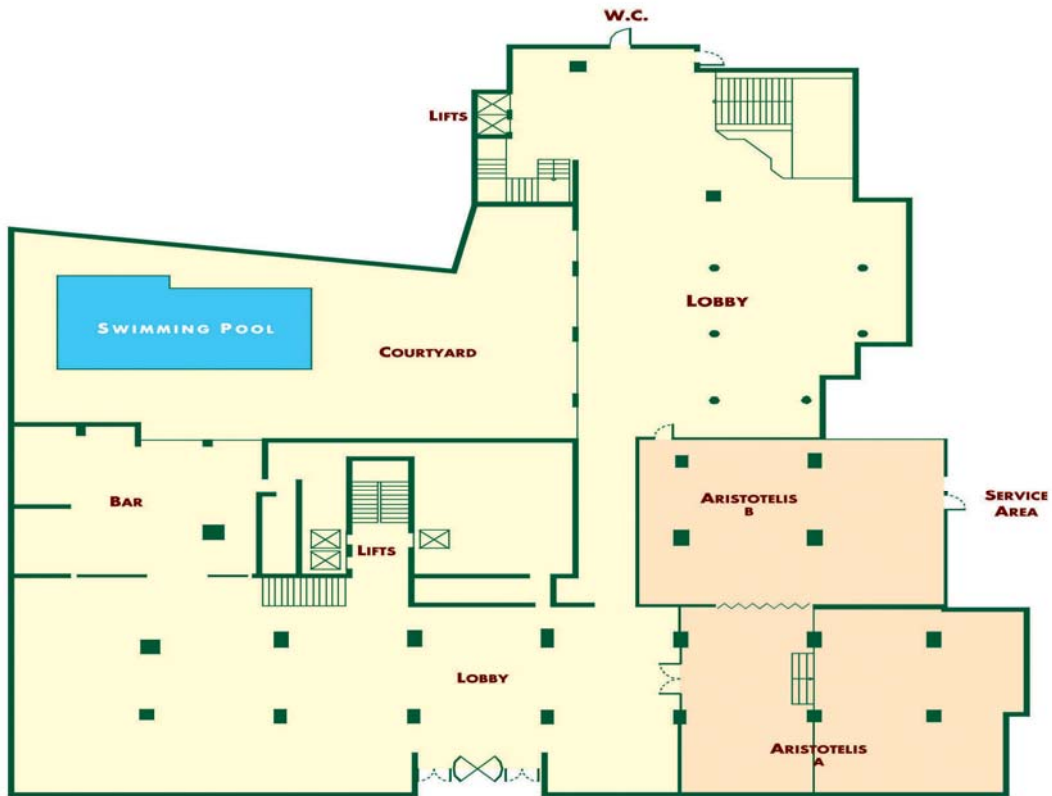 W.C.
LIFTS
LOBBY
SWIMMING POOL
COURTYARD
BAR
ARISTOTELIS
B
SERVICE
AREA
LIFTS
LOBBY
ARISTOTELIS
A